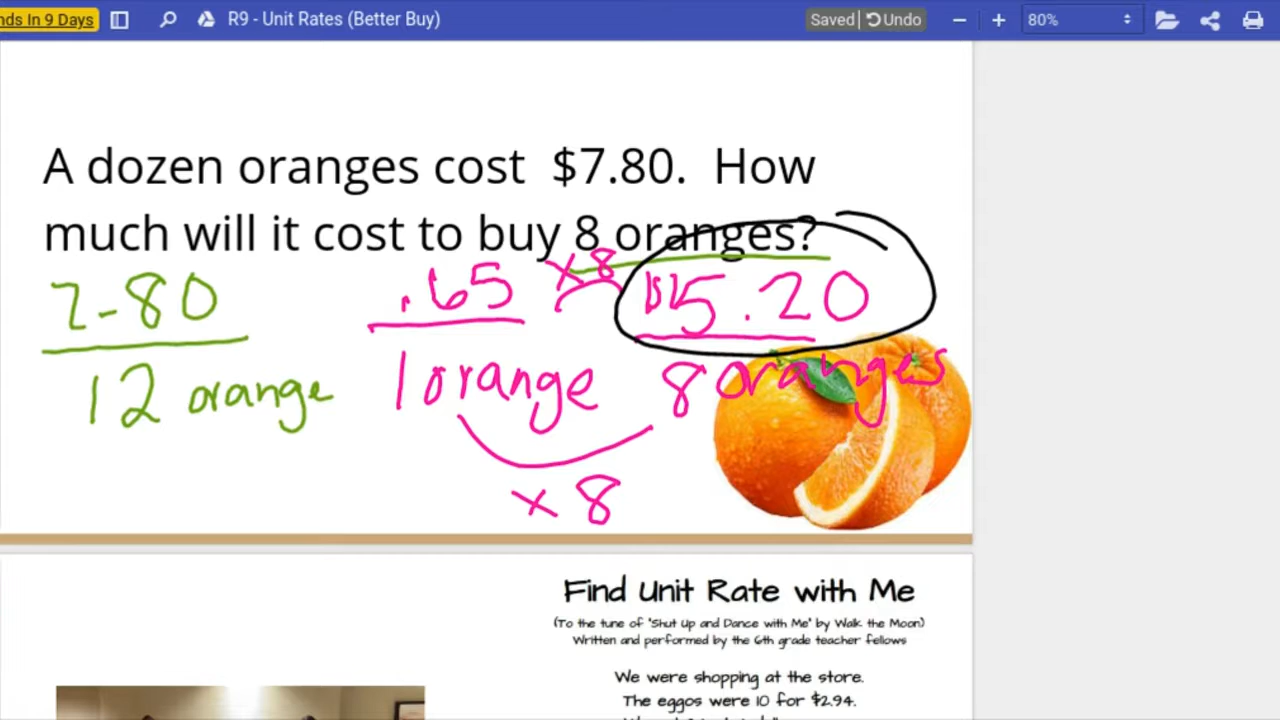 nds In 9 Days
R9 - Unit Rates (Better Buy)
Saved
Undo
80%
A dozen oranges cost $7.80. How
much will it cost to buy 8 oranges?
7.80
.65
x8
$5.20
12 orange
1 orange
8 oranges
x 8
Find Unit Rate with Me
(To the tune of "Shut Up and Dance with Me" by Walk the Moon)
Written and performed by the 6th grade teacher fellows
We were shopping at the store.
The eggos were 10 for $2.94.